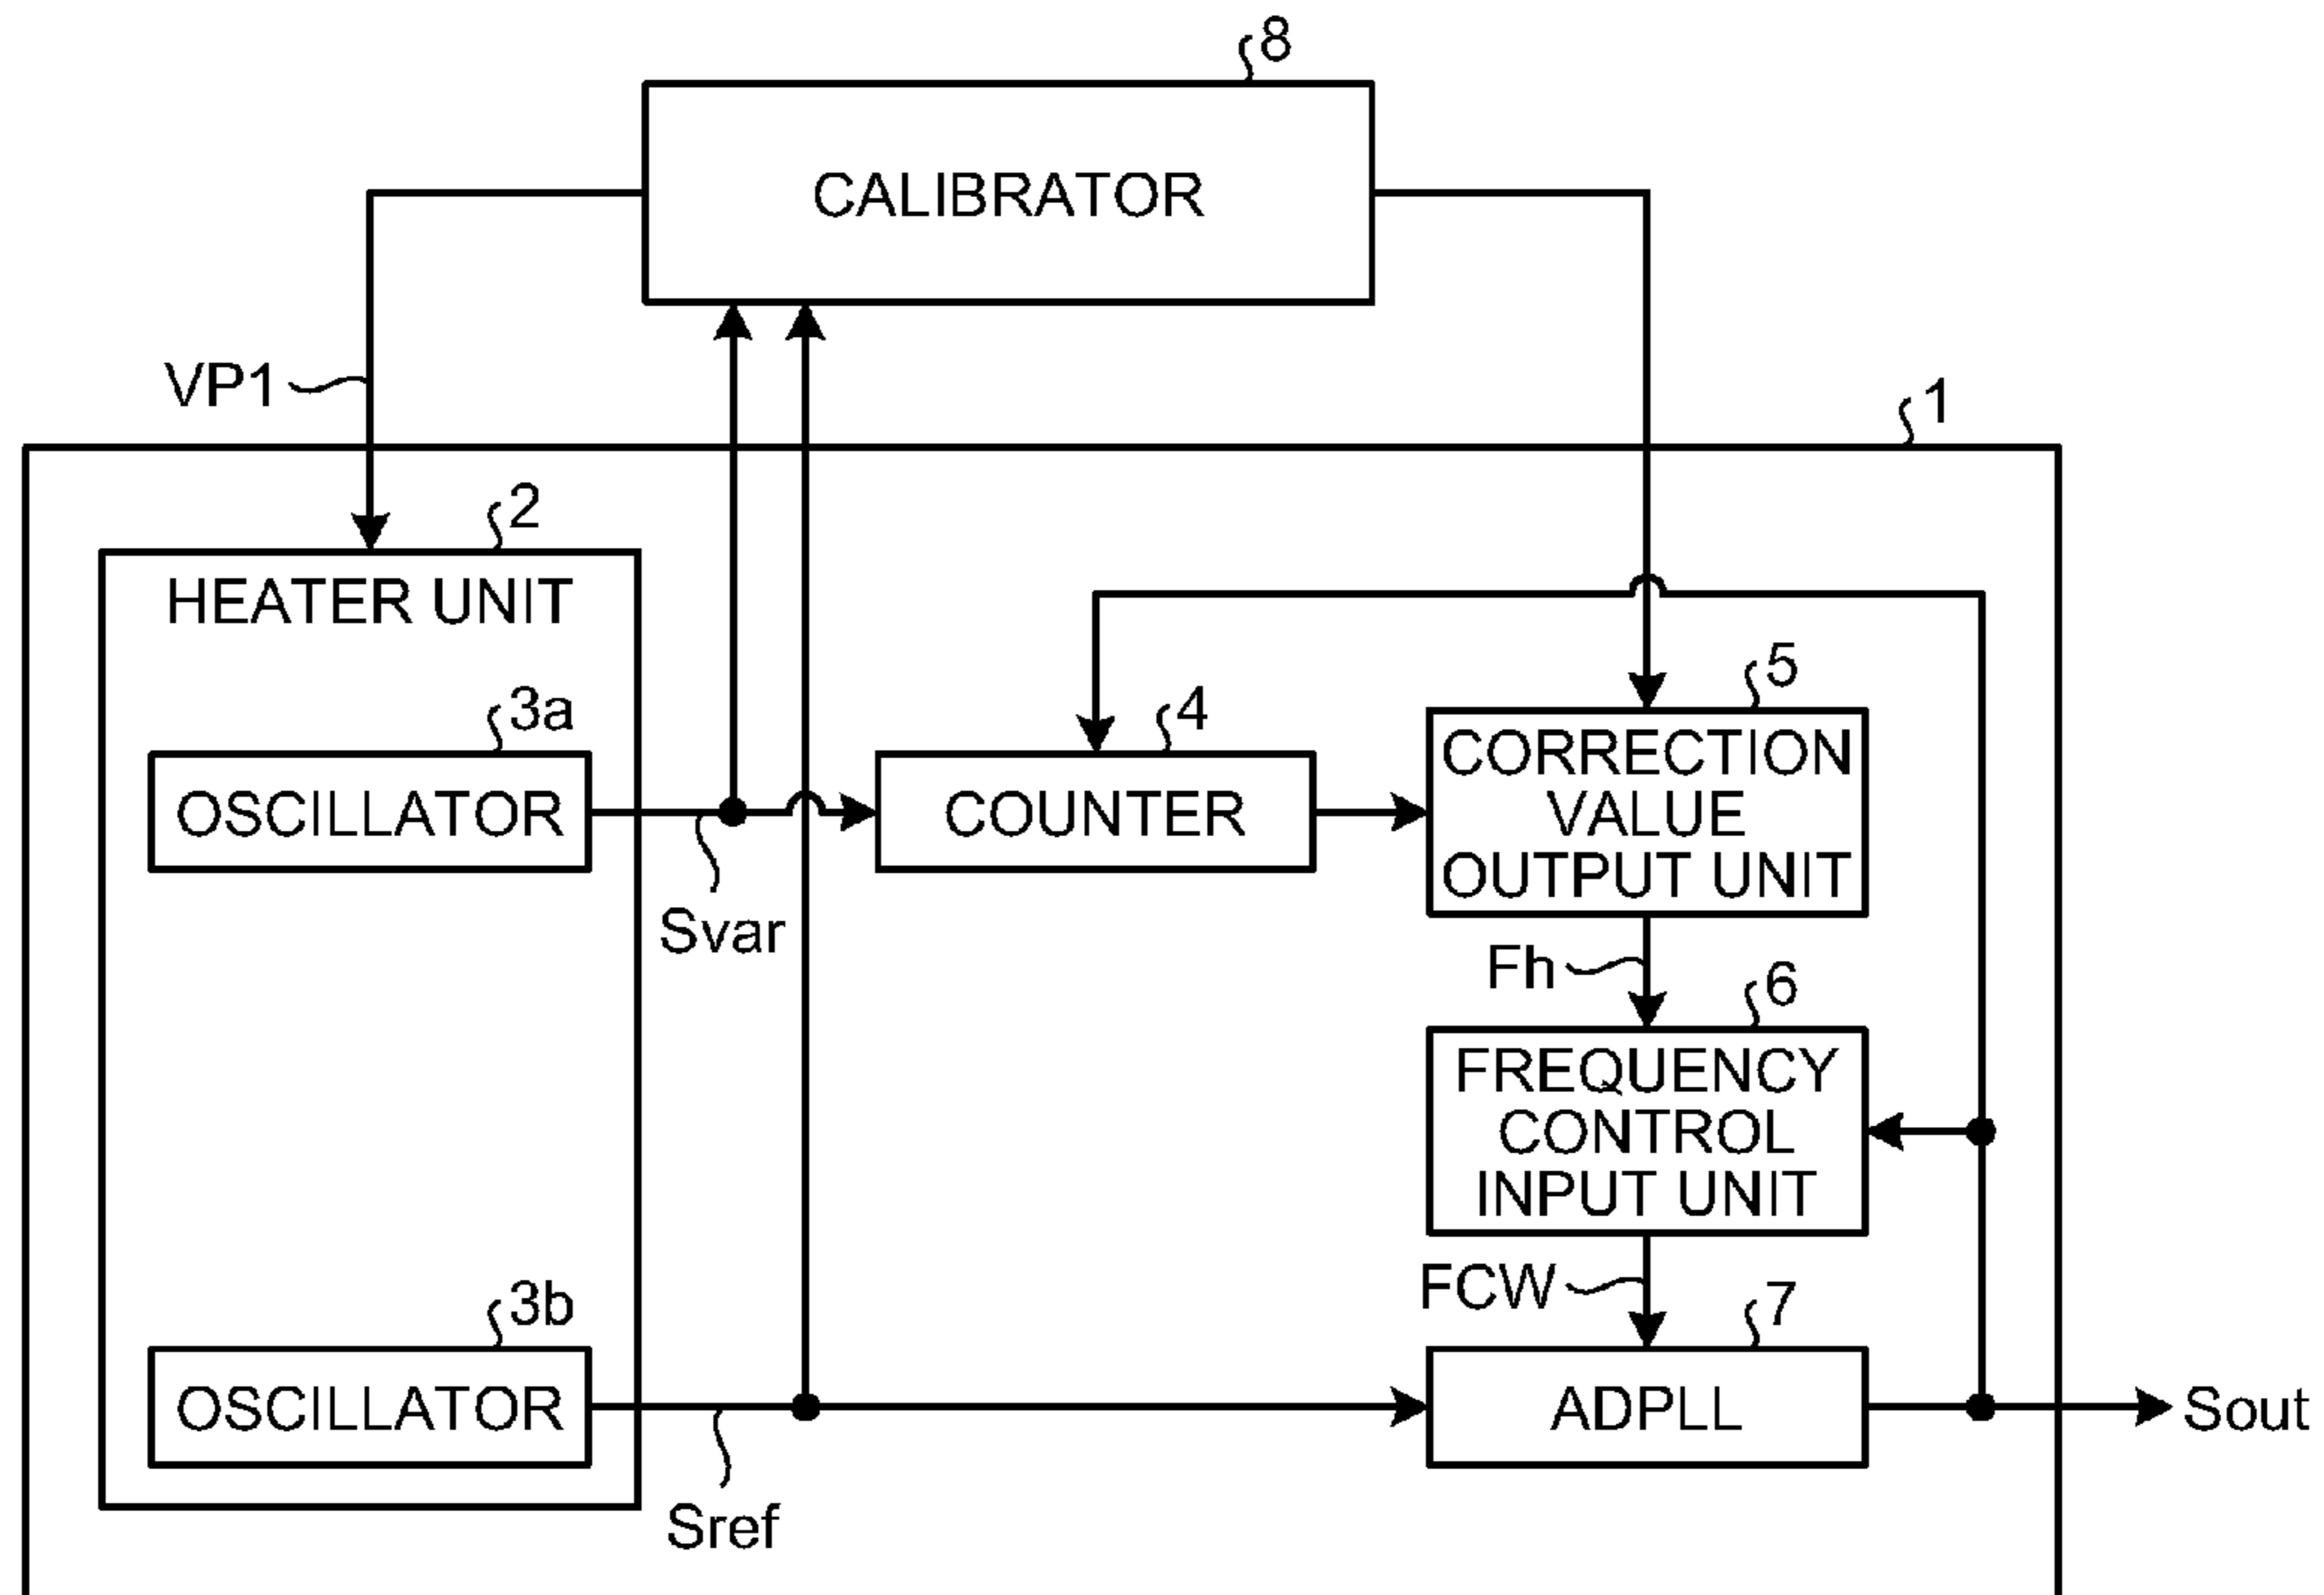 8
CALIBRATOR
VP1
1
2
HEATER UNIT
3a
OSCILLATOR
Svar
4
COUNTER
5
CORRECTION
VALUE
OUTPUT UNIT
Fh
6
FREQUENCY
CONTROL
INPUT UNIT
FCW
3b
OSCILLATOR
Sref
7
ADPLL
Sout